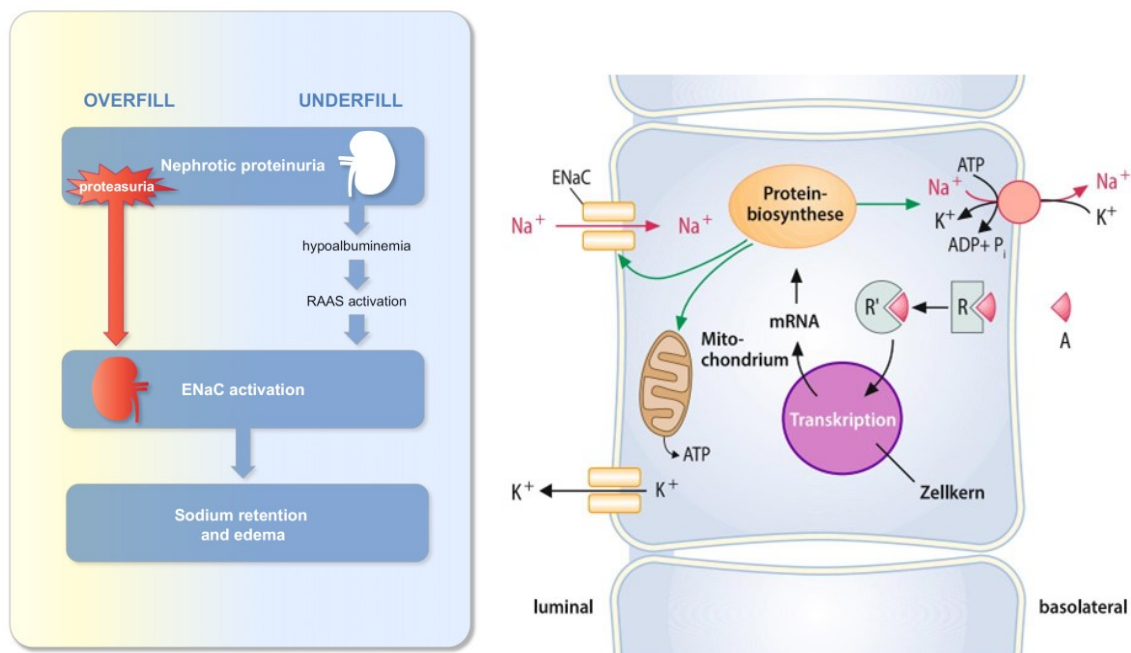 OVERFILL
UNDERFILL
Nephrotic proteinuria
proteasuria
hypoalbuminemia
RAAS activation
ENaC activation
Sodium retention
and edema
ENaC
Na⁺
Na⁺
Protein-
biosynthese
ATP
Na⁺
Na⁺
K⁺
K⁺
ADP+ Pᵢ
R'
R
A
mRNA
Mito-
chondrium
Transkription
ATP
K⁺
K⁺
Zellkern
luminal
basolateral